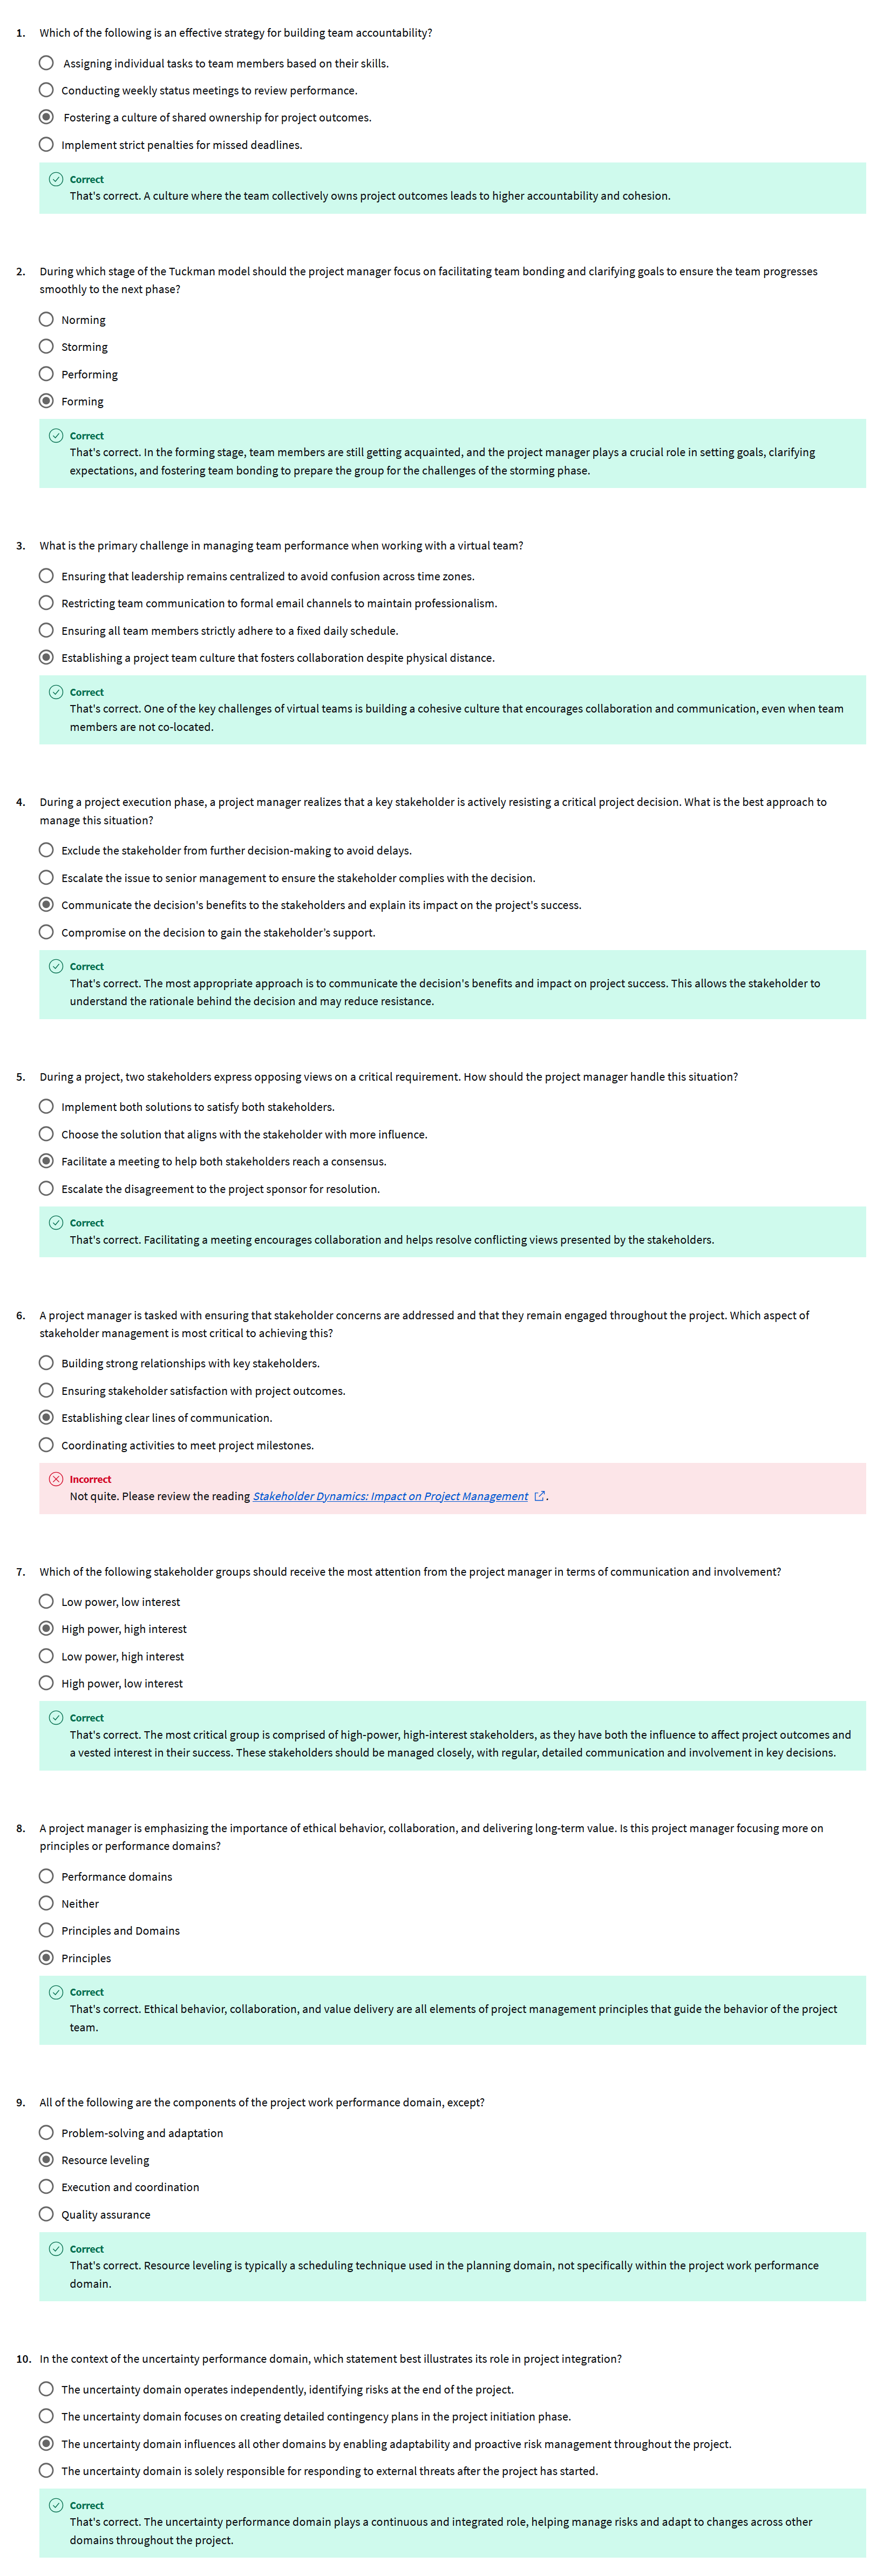 1. Which of the following is an effective strategy for building team accountability?
Assigning individual tasks to team members based on their skills.
Conducting weekly status meetings to review performance.
Fostering a culture of shared ownership for project outcomes.
Implement strict penalties for missed deadlines.
Correct
That's correct. A culture where the team collectively owns project outcomes leads to higher accountability and cohesion.
2. During which stage of the Tuckman model should the project manager focus on facilitating team bonding and clarifying goals to ensure the team progresses
smoothly to the next phase?
Norming
Storming
Performing
Forming
Correct
That's correct. In the forming stage, team members are still getting acquainted, and the project manager plays a crucial role in setting goals, clarifying
expectations, and fostering team bonding to prepare the group for the challenges of the storming phase.
3. What is the primary challenge in managing team performance when working with a virtual team?
Ensuring that leadership remains centralized to avoid confusion across time zones.
Restricting team communication to formal email channels to maintain professionalism.
Ensuring all team members strictly adhere to a fixed daily schedule.
Establishing a project team culture that fosters collaboration despite physical distance.
Correct
That's correct. One of the key challenges of virtual teams is building a cohesive culture that encourages collaboration and communication, even when team
members are not co-located.
4. During a project execution phase, a project manager realizes that a key stakeholder is actively resisting a critical project decision. What is the best approach to
manage this situation?
Exclude the stakeholder from further decision-making to avoid delays.
Escalate the issue to senior management to ensure the stakeholder complies with the decision.
Communicate the decision's benefits to the stakeholders and explain its impact on the project's success.
Compromise on the decision to gain the stakeholder's support.
Correct
That's correct. The most appropriate approach is to communicate the decision's benefits and impact on project success. This allows the stakeholder to
understand the rationale behind the decision and may reduce resistance.
5. During a project, two stakeholders express opposing views on a critical requirement. How should the project manager handle this situation?
Implement both solutions to satisfy both stakeholders.
Choose the solution that aligns with the stakeholder with more influence.
Facilitate a meeting to help both stakeholders reach a consensus.
Escalate the disagreement to the project sponsor for resolution.
Correct
That's correct. Facilitating a meeting encourages collaboration and helps resolve conflicting views presented by the stakeholders.
6. A project manager is tasked with ensuring that stakeholder concerns are addressed and that they remain engaged throughout the project. Which aspect of
stakeholder management is most critical to achieving this?
Building strong relationships with key stakeholders.
Ensuring stakeholder satisfaction with project outcomes.
Establishing clear lines of communication.
Coordinating activities to meet project milestones.
Incorrect
Not quite. Please review the reading Stakeholder Dynamics: Impact on Project Management.
7. Which of the following stakeholder groups should receive the most attention from the project manager in terms of communication and involvement?
Low power, low interest
High power, high interest
Low power, high interest
High power, low interest
Correct
That's correct. The most critical group is comprised of high-power, high-interest stakeholders, as they have both the influence to affect project outcomes and
a vested interest in their success. These stakeholders should be managed closely, with regular, detailed communication and involvement in key decisions.
8. A project manager is emphasizing the importance of ethical behavior, collaboration, and delivering long-term value. Is this project manager focusing more on
principles or performance domains?
Performance domains
Neither
Principles and Domains
Principles
Correct
That's correct. Ethical behavior, collaboration, and value delivery are all elements of project management principles that guide the behavior of the project
team.
9. All of the following are the components of the project work performance domain, except?
Problem-solving and adaptation
Resource leveling
Execution and coordination
Quality assurance
Correct
That's correct. Resource leveling is typically a scheduling technique used in the planning domain, not specifically within the project work performance
domain.
10. In the context of the uncertainty performance domain, which statement best illustrates its role in project integration?
The uncertainty domain operates independently, identifying risks at the end of the project.
The uncertainty domain focuses on creating detailed contingency plans in the project initiation phase.
The uncertainty domain influences all other domains by enabling adaptability and proactive risk management throughout the project.
The uncertainty domain is solely responsible for responding to external threats after the project has started.
Correct
That's correct. The uncertainty performance domain plays a continuous and integrated role, helping manage risks and adapt to changes across other
domains throughout the project.